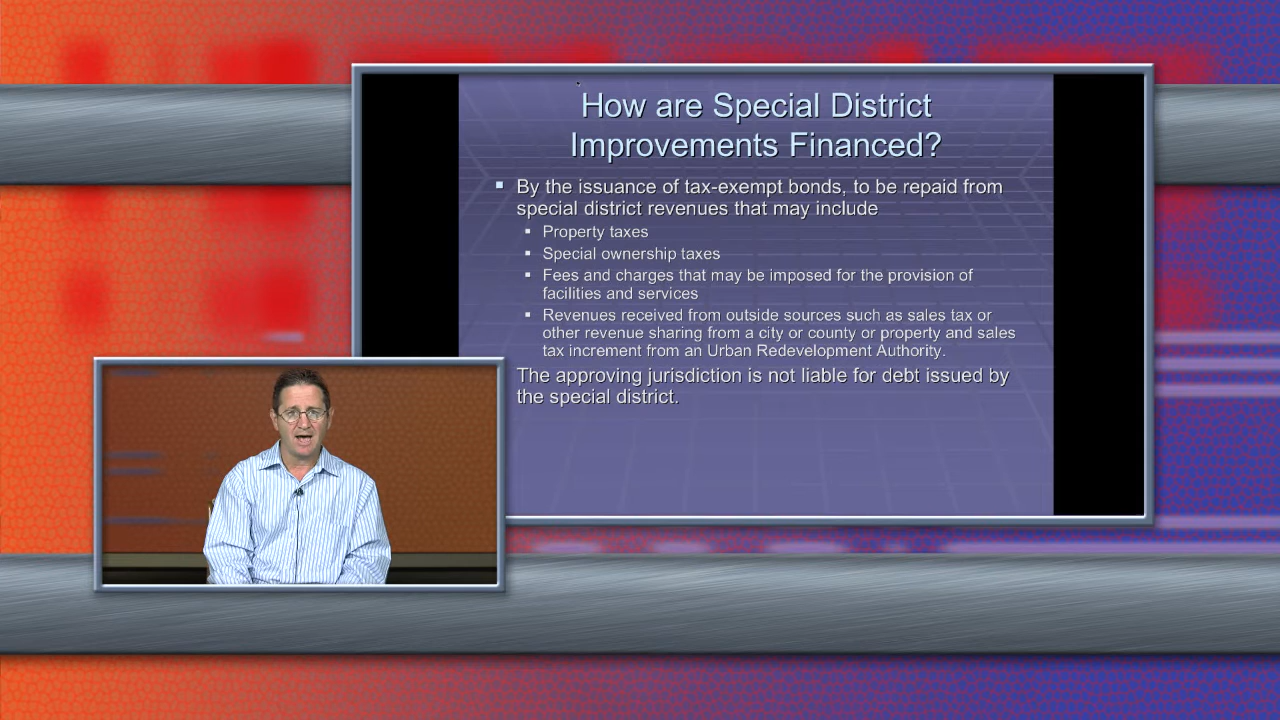 How are Special District
Improvements Financed?
By the issuance of tax-exempt bonds, to be repaid from
special district revenues that may include
Property taxes
Special ownership taxes
Fees and charges that may be imposed for the provision of
facilities and services
Revenues received from outside sources such as sales tax or
other revenue sharing from a city or county or property and sales
tax increment from an Urban Redevelopment Authority.
The approving jurisdiction is not liable for debt issued by
the special district.